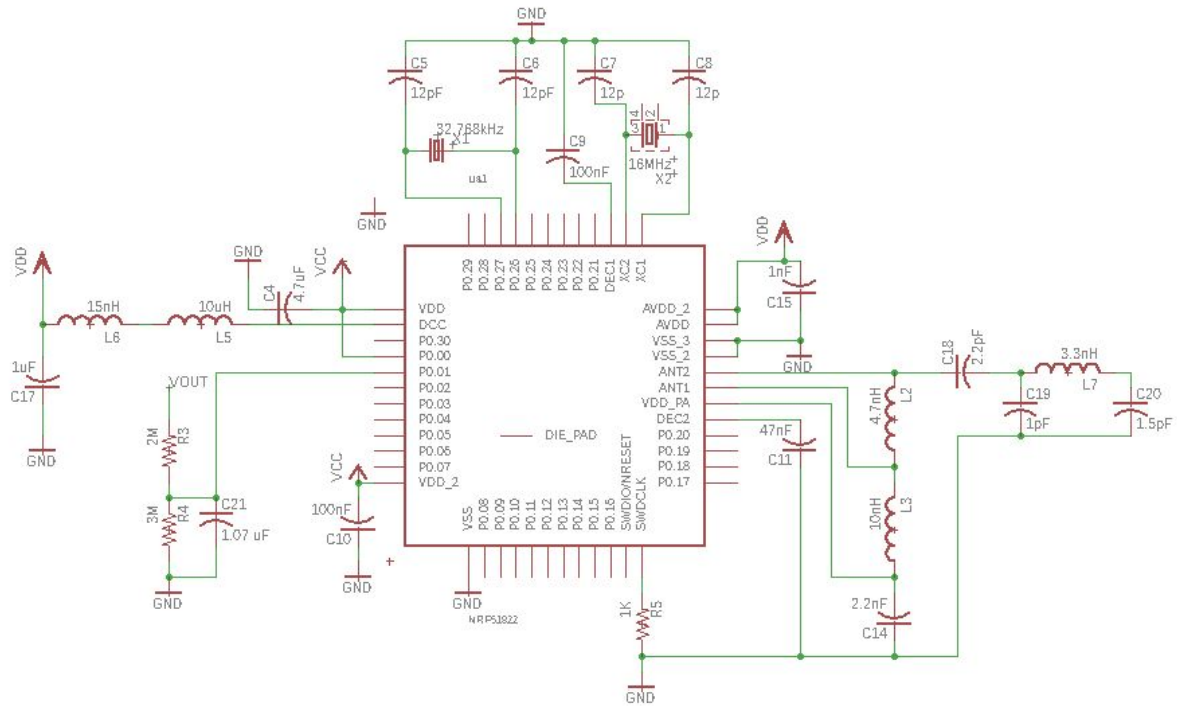 GND
C5
12pF
C6
12pF
C7
12p
C8
12p
32.768kHz
X1
C9
100nF
4
2
3
1
16MHz
X2
us1
GND
P0.29
P0.28
P0.27
P0.26
P0.25
P0.24
P0.23
P0.22
P0.21
DEC1
XC2
XC1
VDD
GND
C4
4.7uF
VCC
15nH
L6
10uH
L5
1uF
C17
GND
VOUT
2M
R3
3M
R4
C21
1.07 uF
GND
VCC
100nF
C10
GND
VDD
DCC
P0.30
P0.00
P0.01
P0.02
P0.03
P0.04
P0.05
P0.06
P0.07
VDD_2
DIE_PAD
AVDD_2
AVDD
VSS_3
VSS_2
ANT2
ANT1
VDD_PA
DEC2
P0.20
P0.19
P0.18
P0.17
VSS
P0.08
P0.09
P0.10
P0.11
P0.12
P0.13
P0.14
P0.15
P0.16
SWDIO/NRESET
SWDCLK
GND
NRF51822
1K
R5
GND
VDD
1nF
C15
GND
47nF
C11
C18
2.2pF
4.7nH
L2
10nH
L3
2.2nF
C14
C19
1pF
3.3nH
L7
C20
1.5pF